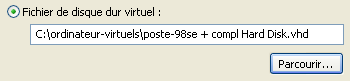 Fichier de disque dur virtuel :
C:\ordinateur-virtuels\poste-98se + compl Hard Disk.vhd
Parcourir...